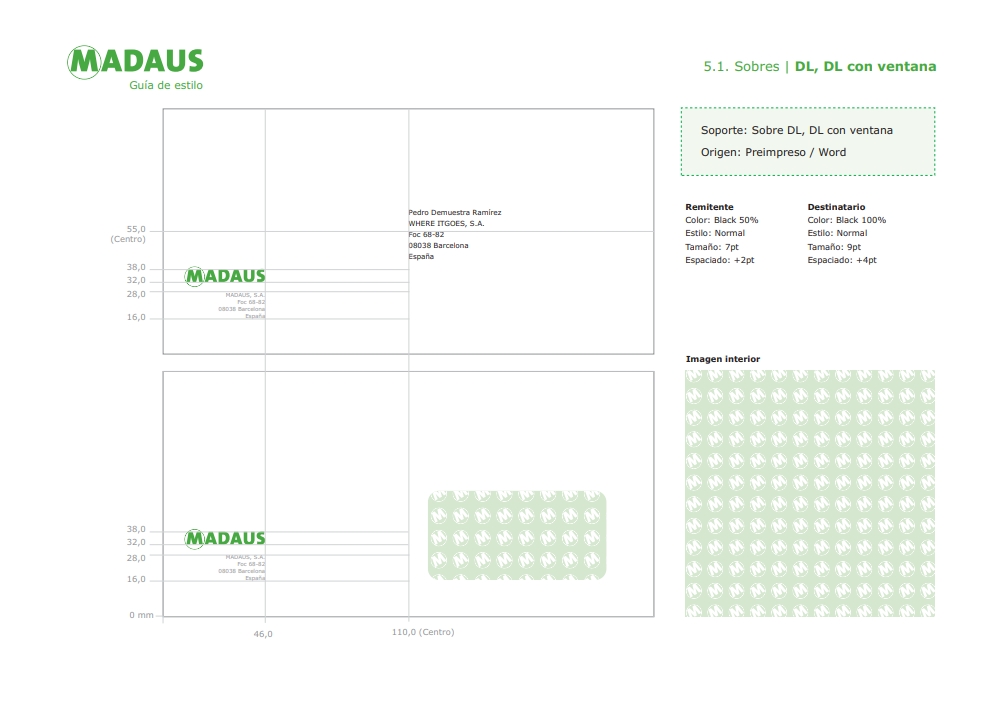 MADAUS
Guía de estilo
5.1. Sobres | DL, DL con ventana
Soporte: Sobre DL, DL con ventana
Origen: Preimpreso / Word
Remitente
Color: Black 50%
Estilo: Normal
Tamaño: 7pt
Espaciado: +2pt
Destinatario
Color: Black 100%
Estilo: Normal
Tamaño: 9pt
Espaciado: +4pt
Pedro Demuestra Ramírez
WHERE ITGOES, S.A.
Foc 68-82
08038 Barcelona
España
55,0
(Centro)
38,0
32,0
28,0
16,0
MADAUS
MADAUS, S.A.
Foc 68-82
08038 Barcelona
España
Imagen interior
38,0
32,0
28,0
16,0
0 mm
MADAUS
MADAUS, S.A.
Foc 68-82
08038 Barcelona
España
46,0
110,0 (Centro)